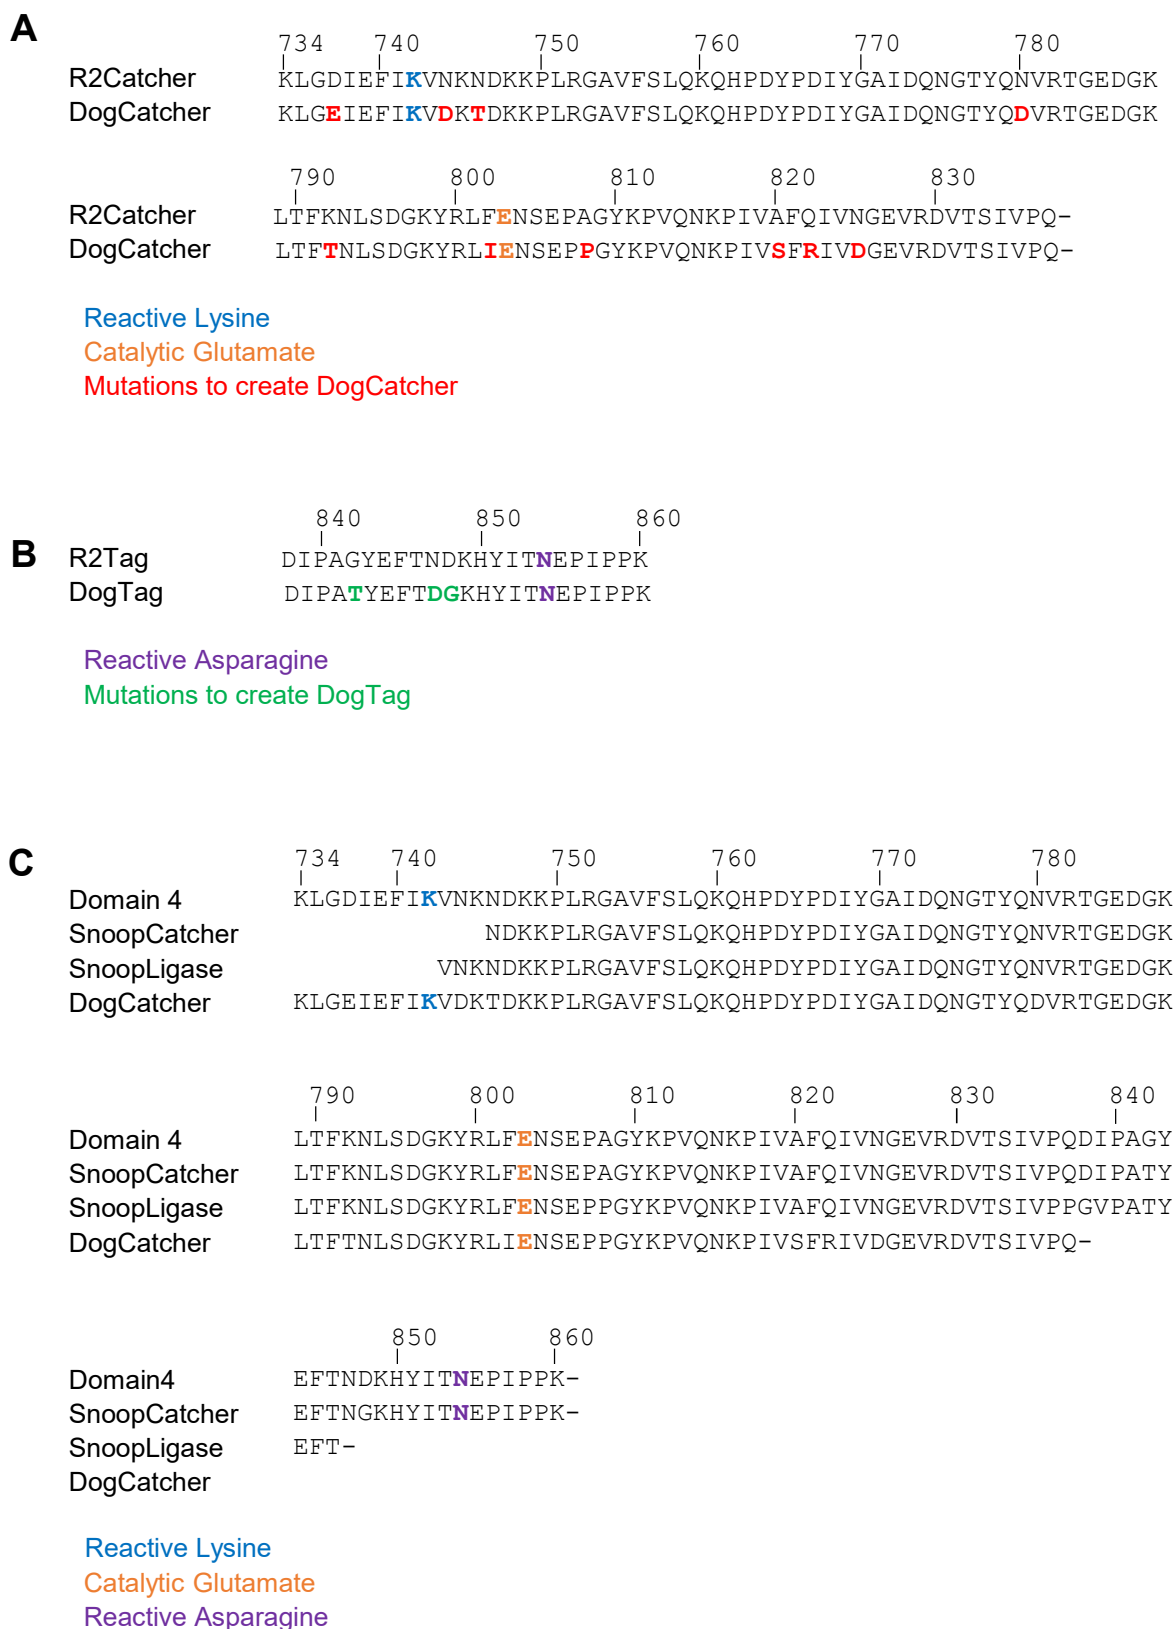 A
734 740 750 760 770 780
R2Catcher KLGDIEFIKVNKNDKKPLRGAVFSLQKQHPDYPDIYGAIDQNGTYQNVRTGEDGK
DogCatcher KLGEIEFIKVDKTDKKPLRGAVFSLQKQHPDYPDIYGAIDQNGTYQDVRTGEDGK
790 800 810 820 830
R2Catcher LTFKNLSDGKYRLFENSEPAGYKPVQNKPIVAFQIVNGEVRDVTSIVPQ-
DogCatcher LTFTNLSDGKYRLIENSEPPGYKPVQNKPIVSFRIVDGEVRDVTSIVPQ-
Reactive Lysine
Catalytic Glutamate
Mutations to create DogCatcher
840 850 860
B R2Tag DIPAGYEFTNDKHYITNEPIPPK
DogTag DIPATYEFTDGKHYITNEPIPPK
Reactive Asparagine
Mutations to create DogTag
C
734 740 750 760 770 780
Domain 4 KLGDIEFIKVNKNDKKPLRGAVFSLQKQHPDYPDIYGAIDQNGTYQNVRTGEDGK
SnoopCatcher NDKKPLRGAVFSLQKQHPDYPDIYGAIDQNGTYQNVRTGEDGK
SnoopLigase VNKNDKKPLRGAVFSLQKQHPDYPDIYGAIDQNGTYQNVRTGEDGK
DogCatcher KLGEIEFIKVDKTDKKPLRGAVFSLQKQHPDYPDIYGAIDQNGTYQDVRTGEDGK
790 800 810 820 830 840
Domain 4 LTFKNLSDGKYRLFENSEPAGYKPVQNKPIVAFQIVNGEVRDVTSIVPQDIPAGY
SnoopCatcher LTFKNLSDGKYRLFENSEPAGYKPVQNKPIVAFQIVNGEVRDVTSIVPQDIPATY
SnoopLigase LTFKNLSDGKYRLFENSEPPGYKPVQNKPIVAFQIVNGEVRDVTSIVPPGVPATY
DogCatcher LTFTNLSDGKYRLIENSEPPGYKPVQNKPIVSFRIVDGEVRDVTSIVPQ-
850 860
Domain4 EFTNDKHYITNEPIPPK-
SnoopCatcher EFTNGKHYITNEPIPPK-
SnoopLigase EFT-
DogCatcher
Reactive Lysine
Catalytic Glutamate
Reactive Asparagine